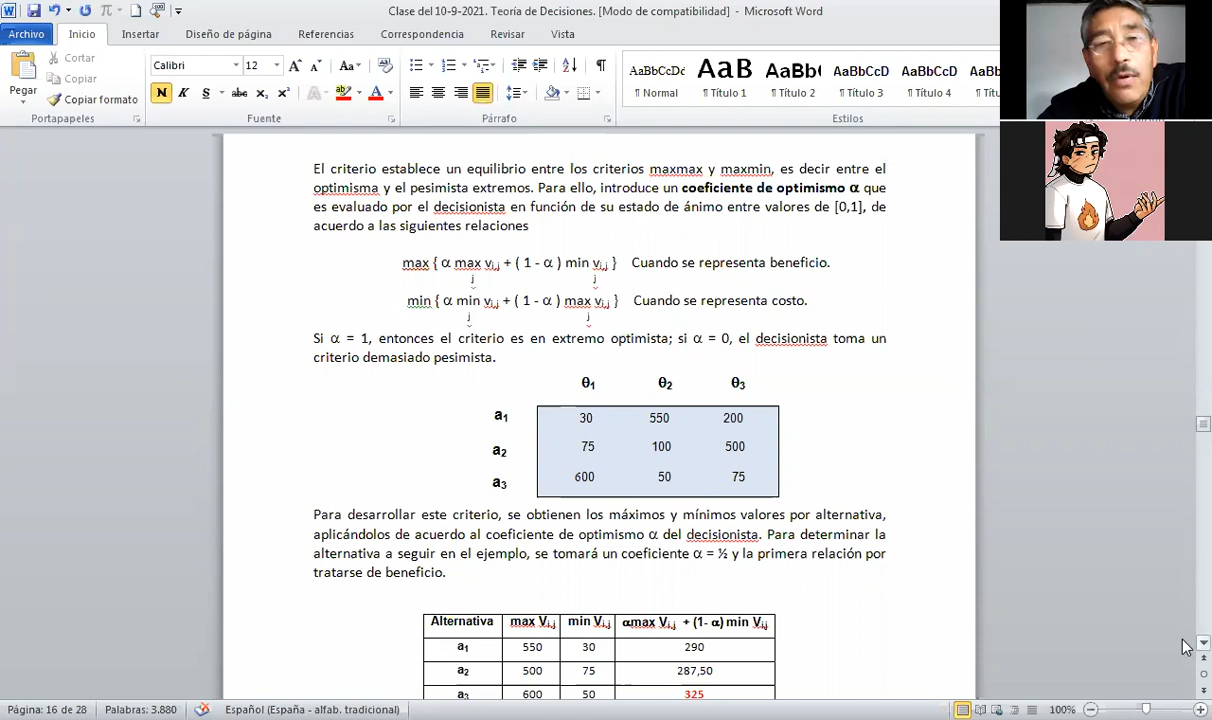 Clase del 10-9-2021. Teoría de Decisiones. [Modo de compatibilidad] - Microsoft Word
Archivo Inicio Insertar Diseño de página Referencias Correspondencia Revisar Vista
Pegar
Cortar
Copiar
Copiar formato
Portapapeles
Calibri 12
N K S abc x₂ x²
Fuente
Párrafo
AaBbCcDc AaB AaBb( AaBbCcD AaBbCcD
¶ Normal ¶ Título 1 ¶ Título 2 ¶ Título 3 ¶ Título 4
Estilos
El criterio establece un equilibrio entre los criterios maxmax y maxmin, es decir entre el
optimisma y el pesimista extremos. Para ello, introduce un coeficiente de optimismo α que
es evaluado por el decisionista en función de su estado de ánimo entre valores de [0,1], de
acuerdo a las siguientes relaciones
max { α max vi,j + ( 1 - α ) min vi,j } Cuando se representa beneficio.
j j
min { α min vi,j + ( 1 - α ) max vi,j } Cuando se representa costo.
j j
Si α = 1, entonces el criterio es en extremo optimista; si α = 0, el decisionista toma un
criterio demasiado pesimista.
θ1 θ2 θ3
a1 30 550 200
a2 75 100 500
a3 600 50 75
Para desarrollar este criterio, se obtienen los máximos y mínimos valores por alternativa,
aplicándolos de acuerdo al coeficiente de optimismo α del decisionista. Para determinar la
alternativa a seguir en el ejemplo, se tomará un coeficiente α = ½ y la primera relación por
tratarse de beneficio.
Alternativa max Vi,j min Vi,j αmax Vi,j + (1- α) min Vi,j
a1 550 30 290
a2 500 75 287,50
a3 600 50 325
Página: 16 de 28 Palabras: 3.880 Español (España - alfab. tradicional) 100%